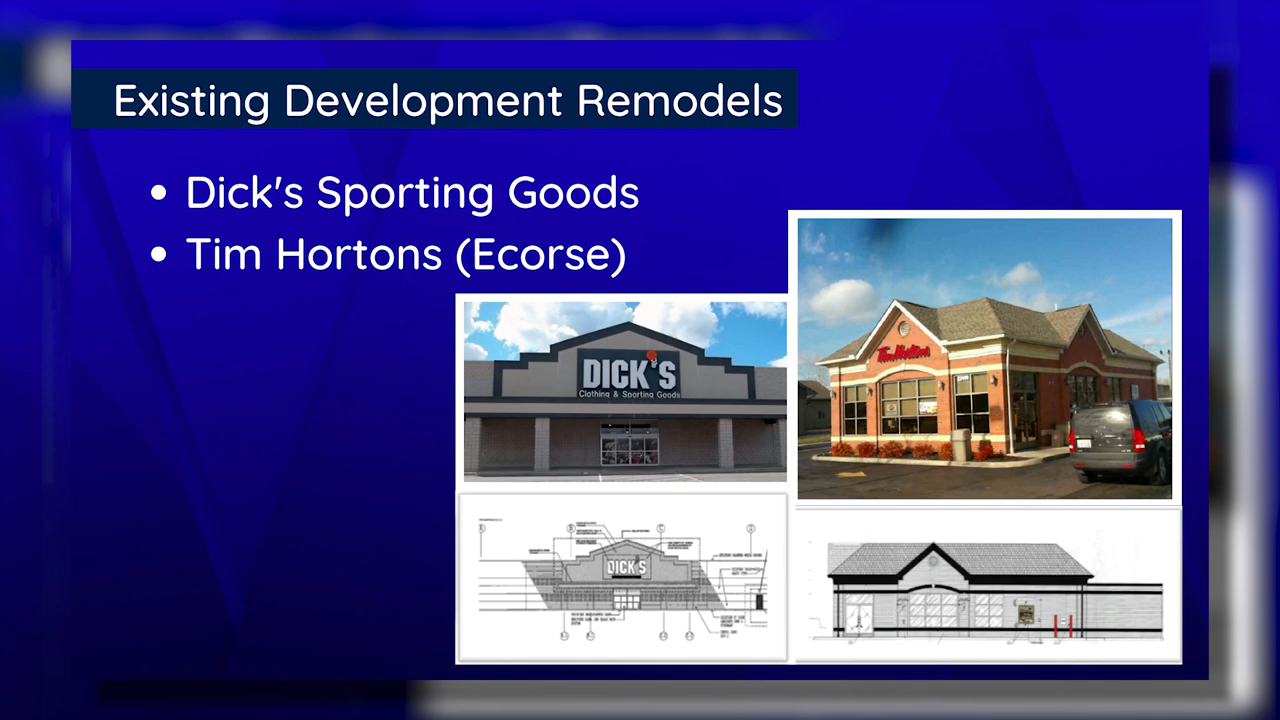 Existing Development Remodels
Dick's Sporting Goods
Tim Hortons (Ecorse)
DICK'S
Clothing & Sporting Goods
Tim Hortons
DICK'S